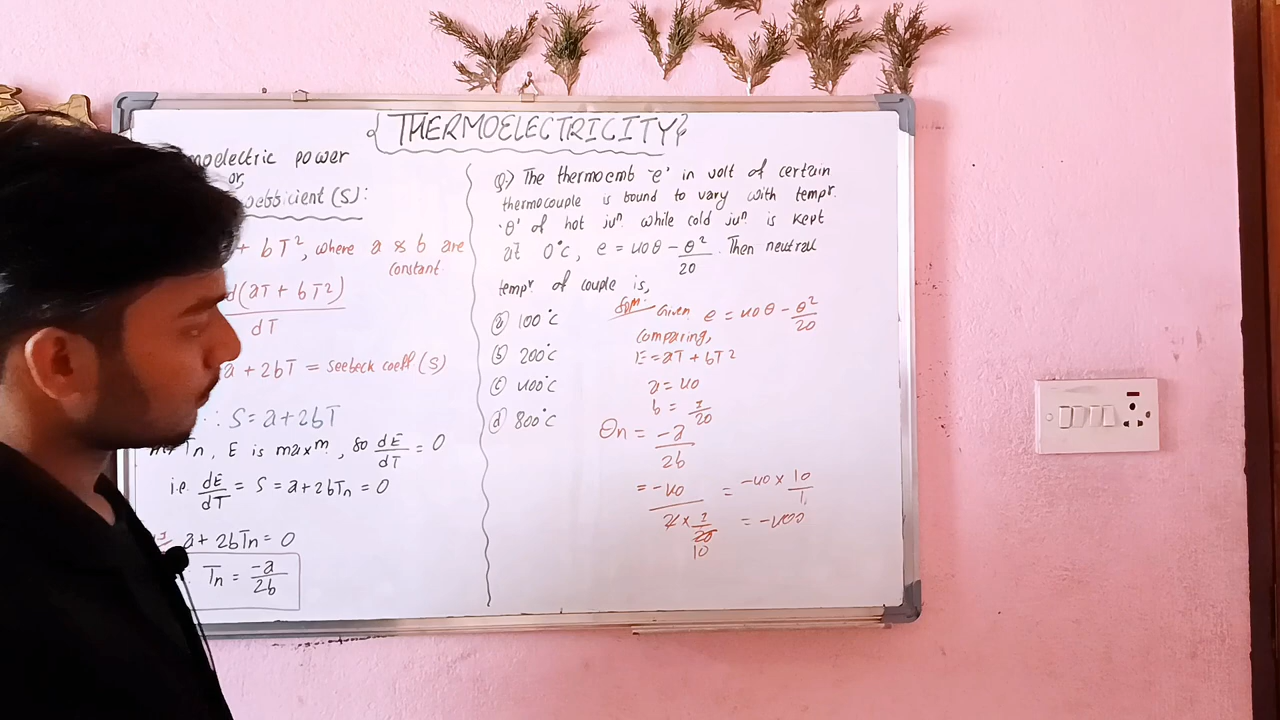 THERMOELECTRICITY
moelectric power
or,
oefficient (S):
+ bT², where a & b are
constant.
d(aT + bT²)
dT
a + 2bT = Seebeck coeff (S)
∴ S = a + 2bT
Tn, E is maxᵐ, so dE/dT = 0
i.e. dE/dT = S = a + 2bTn = 0
a + 2bTn = 0
Tn = -a/2b
Q.) The thermoemf 'e' in volt of certain
thermocouple is bound to vary with tempr.
'θ' of hot junⁿ while cold junⁿ is kept
at 0°c, e = 40θ - θ²/20. Then neutral
tempr of couple is,
(a) 100°c
(b) 200°c
(c) 400°c
(d) 800°c
Solⁿ: Given e = 40θ - θ²/20
Comparing,
E = aT + bT²
a = 40
b = 1/20
θn = -a/2b
= -40/(2 × 1/20) 10 = -40 × 10/1
= -400